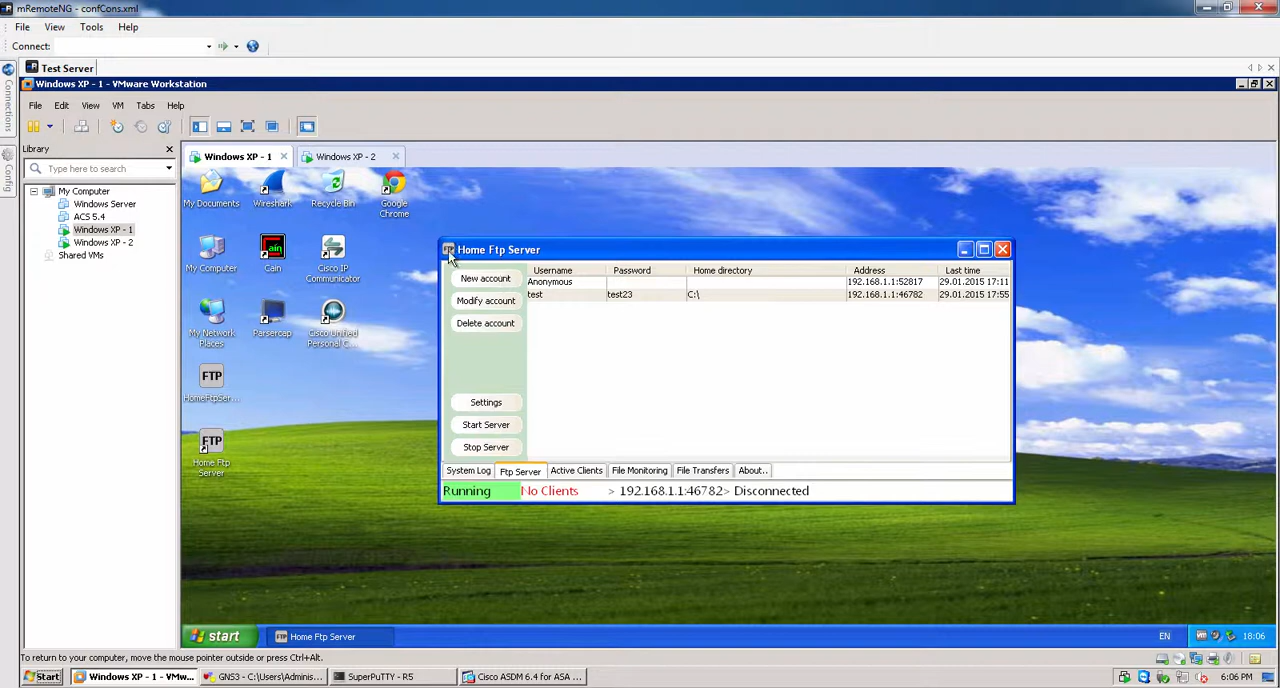 mRemoteNG - confCons.xml
File View Tools Help
Connect:
Connections
Config
Test Server
Windows XP - 1 - VMware Workstation
File Edit View VM Tabs Help
Library
Type here to search
My Computer
Windows Server
ACS 5.4
Windows XP - 1
Windows XP - 2
Shared VMs
Windows XP - 1
Windows XP - 2
My Documents
Wireshark
Recycle Bin
Google Chrome
My Computer
Cain
Cain
Cisco IP Communicator
My Network Places
Parsercap
Cisco Unified Personal C...
FTP
HomeFtpSer...
FTP
Home Ftp Server
FTP
Home Ftp Server
New account
Modify account
Delete account
Settings
Start Server
Stop Server
Username Password Home directory Address Last time
Anonymous 192.168.1.1:52817 29.01.2015 17:11
test test23 C:\ 192.168.1.1:46782 29.01.2015 17:55
System Log Ftp Server Active Clients File Monitoring File Transfers About..
Running No Clients > 192.168.1.1:46782> Disconnected
start
FTP Home Ftp Server
EN
18:06
To return to your computer, move the mouse pointer outside or press Ctrl+Alt.
Start
Windows XP - 1 - VMw...
GNS3 - C:\Users\Adminis...
SuperPuTTY - R5
Cisco ASDM 6.4 for ASA ...
6:06 PM